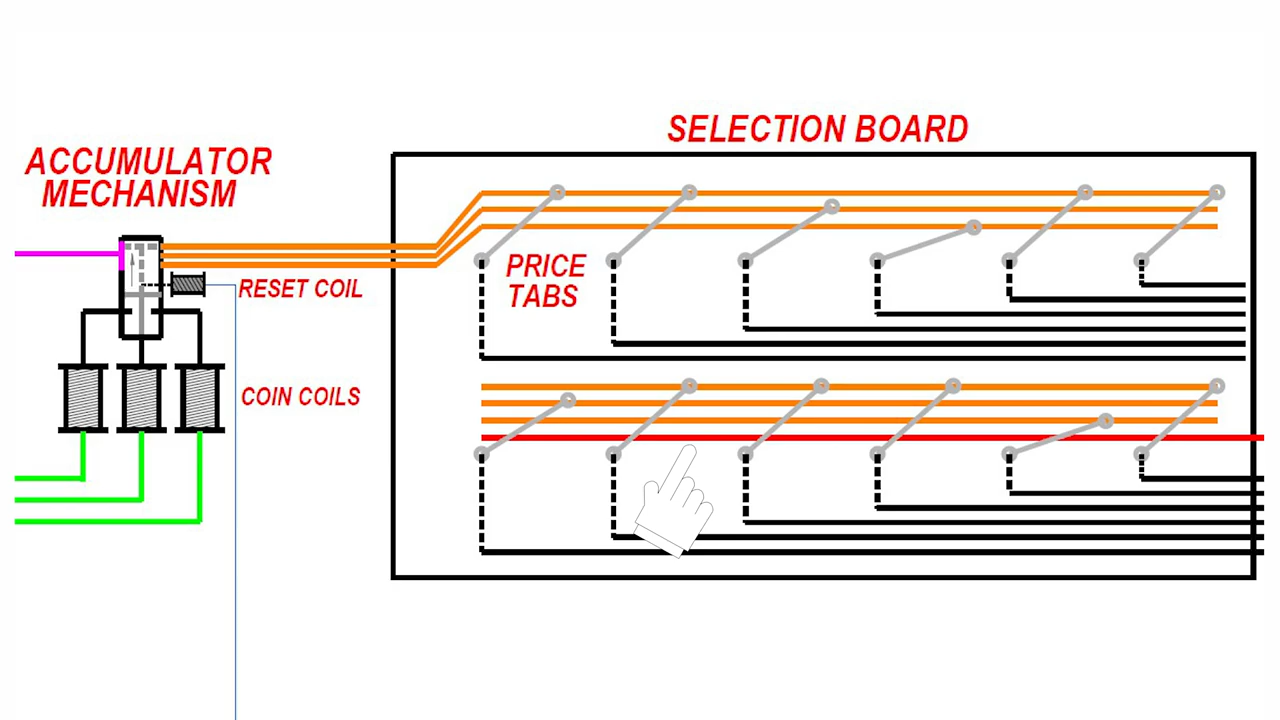 SELECTION BOARD
ACCUMULATOR
MECHANISM
PRICE
TABS
RESET COIL
COIN COILS